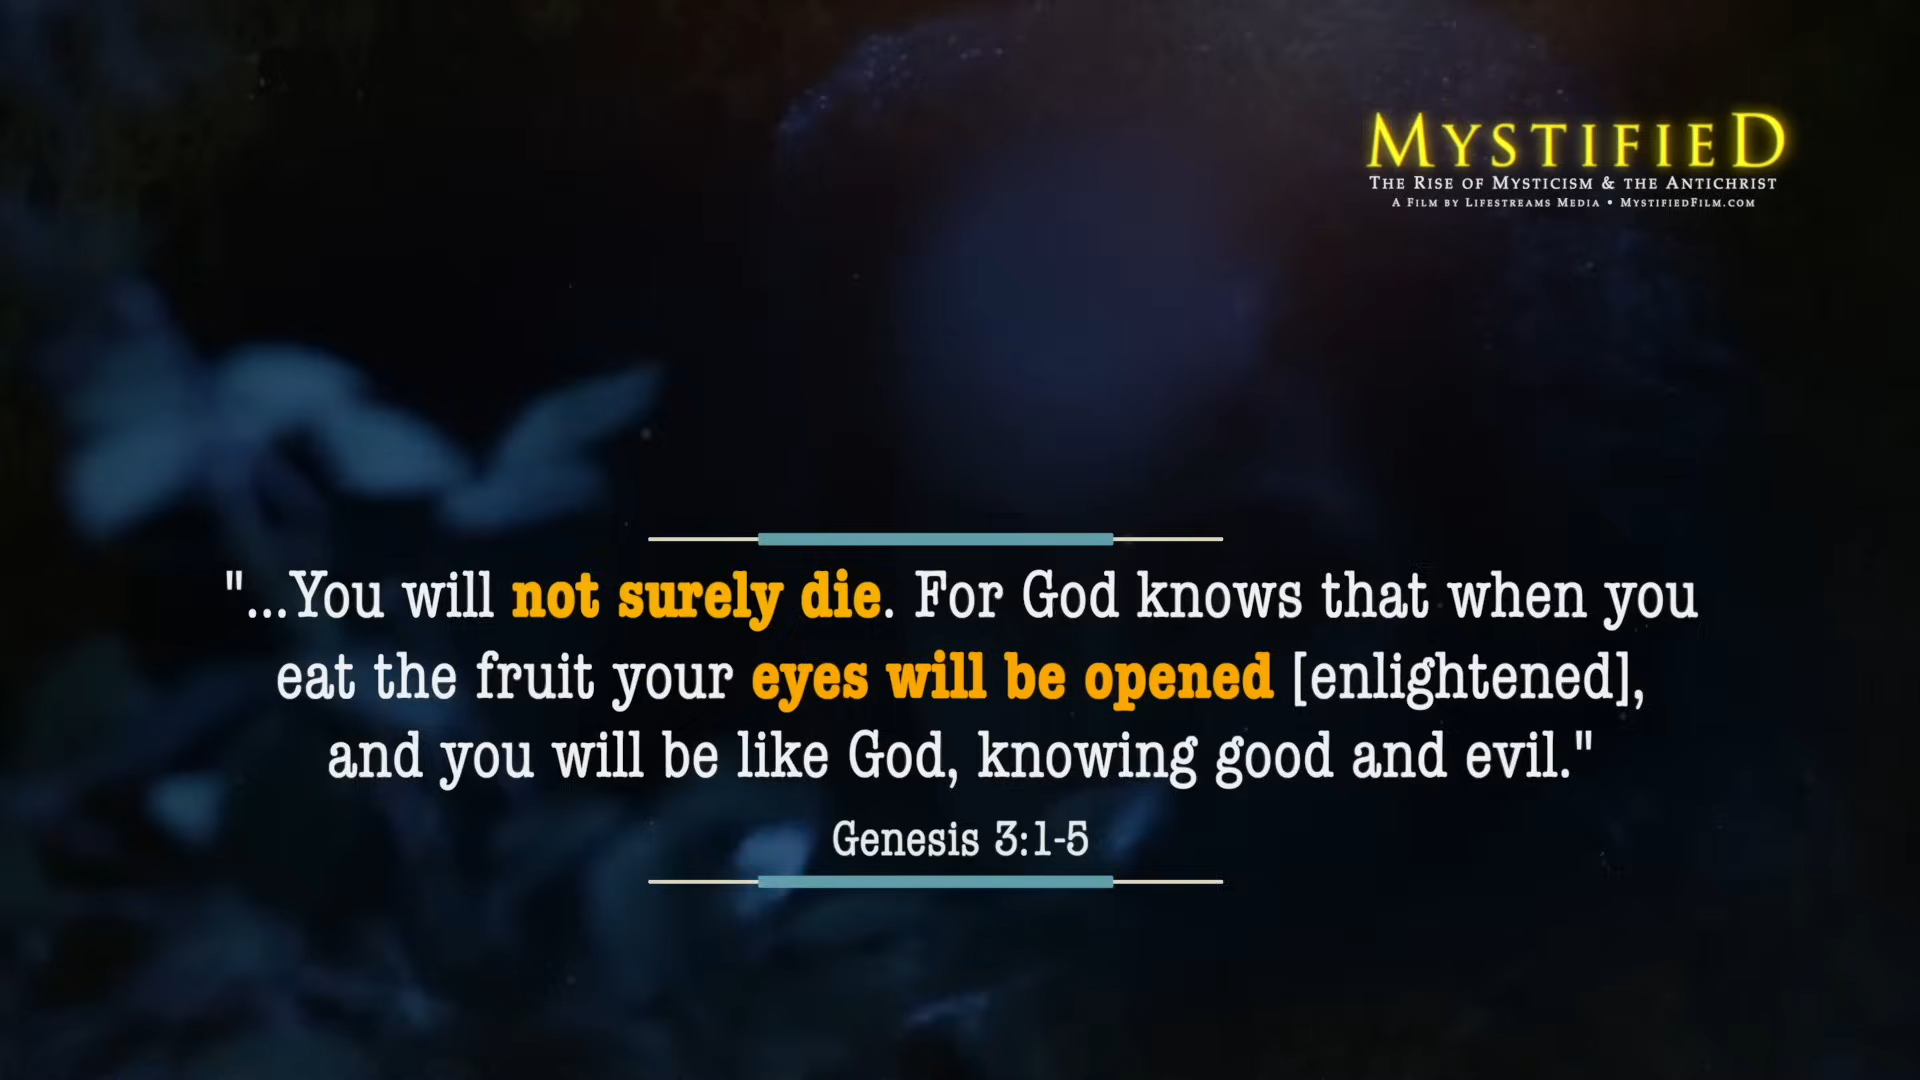 MYSTIFIED
THE RISE OF MYSTICISM & THE ANTICHRIST
A FILM BY LIFESTREAMS MEDIA • MYSTIFIEDFILM.COM
"...You will not surely die. For God knows that when you
eat the fruit your eyes will be opened [enlightened],
and you will be like God, knowing good and evil."
Genesis 3:1-5